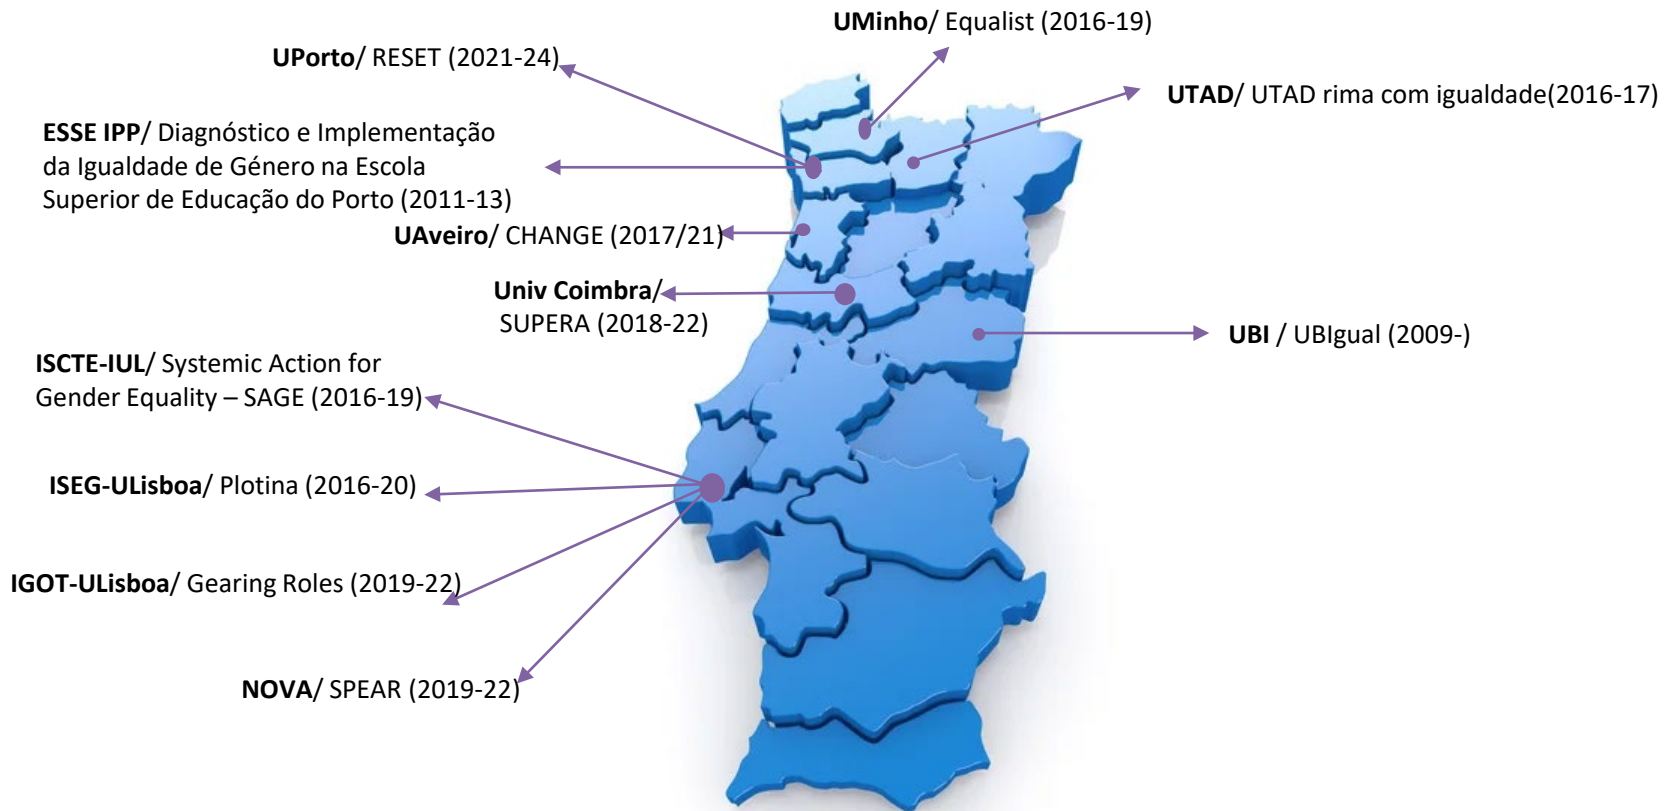 UMinho/ Equalist (2016-19)
UPorto/ RESET (2021-24)
UTAD/ UTAD rima com igualdade(2016-17)
ESSE IPP/ Diagnóstico e Implementação
da Igualdade de Género na Escola
Superior de Educação do Porto (2011-13)
UAveiro/ CHANGE (2017/21)
Univ Coimbra/
SUPERA (2018-22)
UBI / UBIgual (2009-)
ISCTE-IUL/ Systemic Action for
Gender Equality – SAGE (2016-19)
ISEG-ULisboa/ Plotina (2016-20)
IGOT-ULisboa/ Gearing Roles (2019-22)
NOVA/ SPEAR (2019-22)